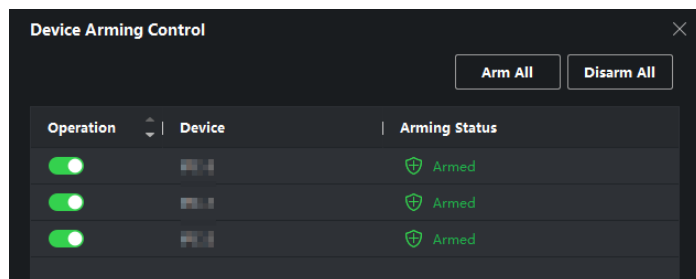 Device Arming Control
Arm All Disarm All
Operation Device Arming Status
Armed
Armed
Armed